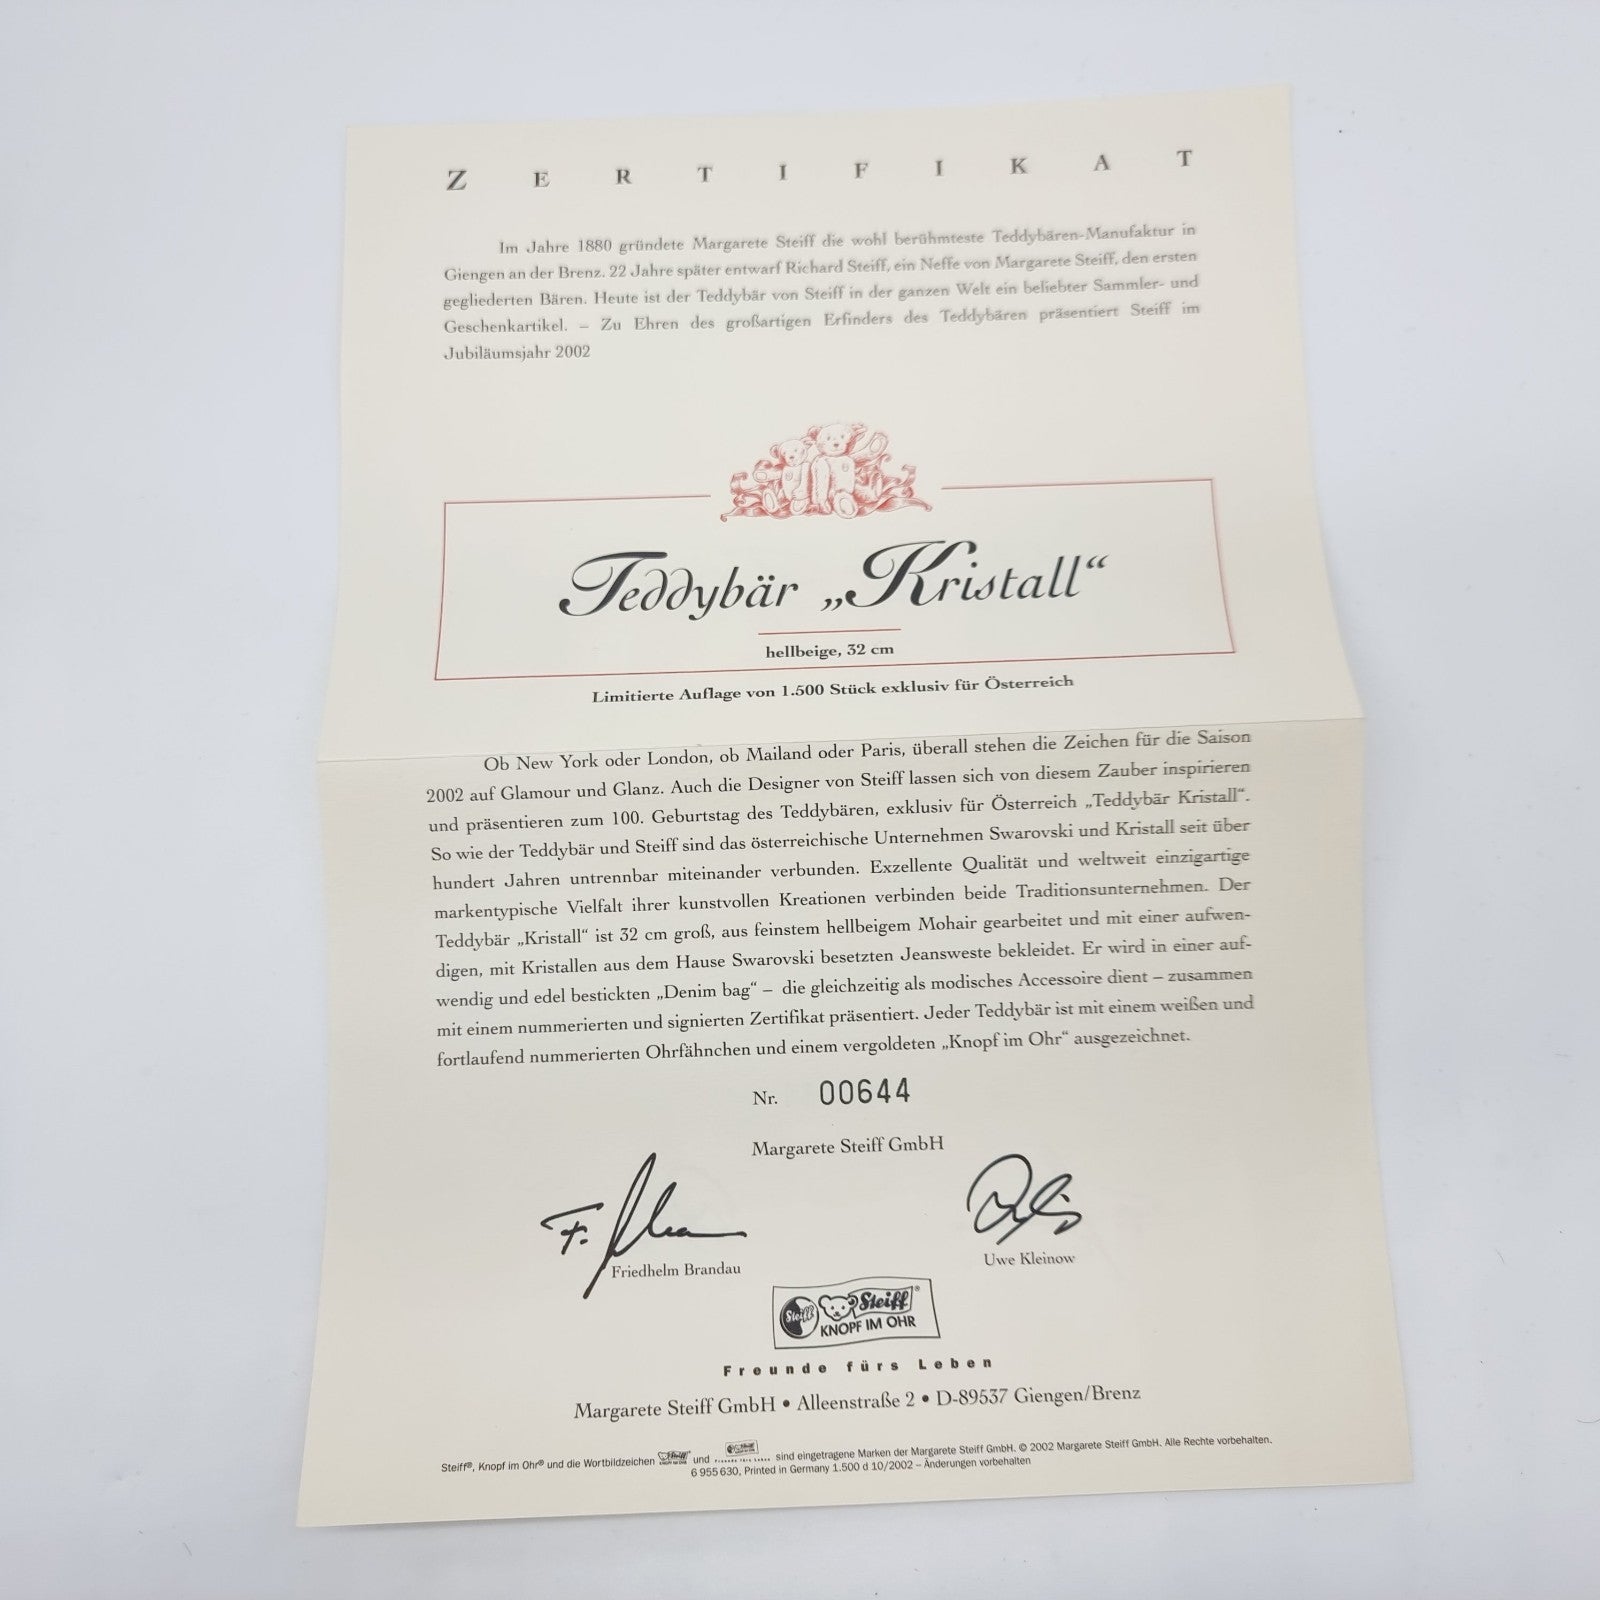 ZERTIFIKAT
Im Jahre 1880 gründete Margarete Steiff die wohl berühmteste Teddybären-Manufaktur in
Giengen an der Brenz. 22 Jahre später entwarf Richard Steiff, ein Neffe von Margarete Steiff, den ersten
gegliederten Bären. Heute ist der Teddybär von Steiff in der ganzen Welt ein beliebter Sammler- und
Geschenkartikel. – Zu Ehren des großartigen Erfinders des Teddybären präsentiert Steiff im
Jubiläumsjahr 2002
Teddybär „Kristall“
hellbeige, 32 cm
Limitierte Auflage von 1.500 Stück exklusiv für Österreich
Ob New York oder London, ob Mailand oder Paris, überall stehen die Zeichen für die Saison
2002 auf Glamour und Glanz. Auch die Designer von Steiff lassen sich von diesem Zauber inspirieren
und präsentieren zum 100. Geburtstag des Teddybären, exklusiv für Österreich „Teddybär Kristall“.
So wie der Teddybär und Steiff sind das österreichische Unternehmen Swarovski und Kristall seit über
hundert Jahren untrennbar miteinander verbunden. Exzellente Qualität und weltweit einzigartige
markentypische Vielfalt ihrer kunstvollen Kreationen verbinden beide Traditionsunternehmen. Der
Teddybär „Kristall“ ist 32 cm groß, aus feinstem hellbeigem Mohair gearbeitet und mit einer aufwen-
digen, mit Kristallen aus dem Hause Swarovski besetzten Jeansweste bekleidet. Er wird in einer auf-
wendig und edel bestickten „Denim bag“ – die gleichzeitig als modisches Accessoire dient – zusammen
mit einem nummerierten und signierten Zertifikat präsentiert. Jeder Teddybär ist mit einem weißen und
fortlaufend nummerierten Ohrfähnchen und einem vergoldeten „Knopf im Ohr“ ausgezeichnet.
Nr. 00644
Margarete Steiff GmbH
Friedhelm Brandau
Uwe Kleinow
Steiff Steiff®
KNOPF IM OHR
Freunde fürs Leben
Margarete Steiff GmbH • Alleenstraße 2 • D-89537 Giengen/Brenz
Steiff®, Knopf im Ohr® und die Wortbildzeichen und sind eingetragene Marken der Margarete Steiff GmbH. © 2002 Margarete Steiff GmbH. Alle Rechte vorbehalten.
6 955 630. Printed in Germany 1.500 d 10/2002 – Änderungen vorbehalten